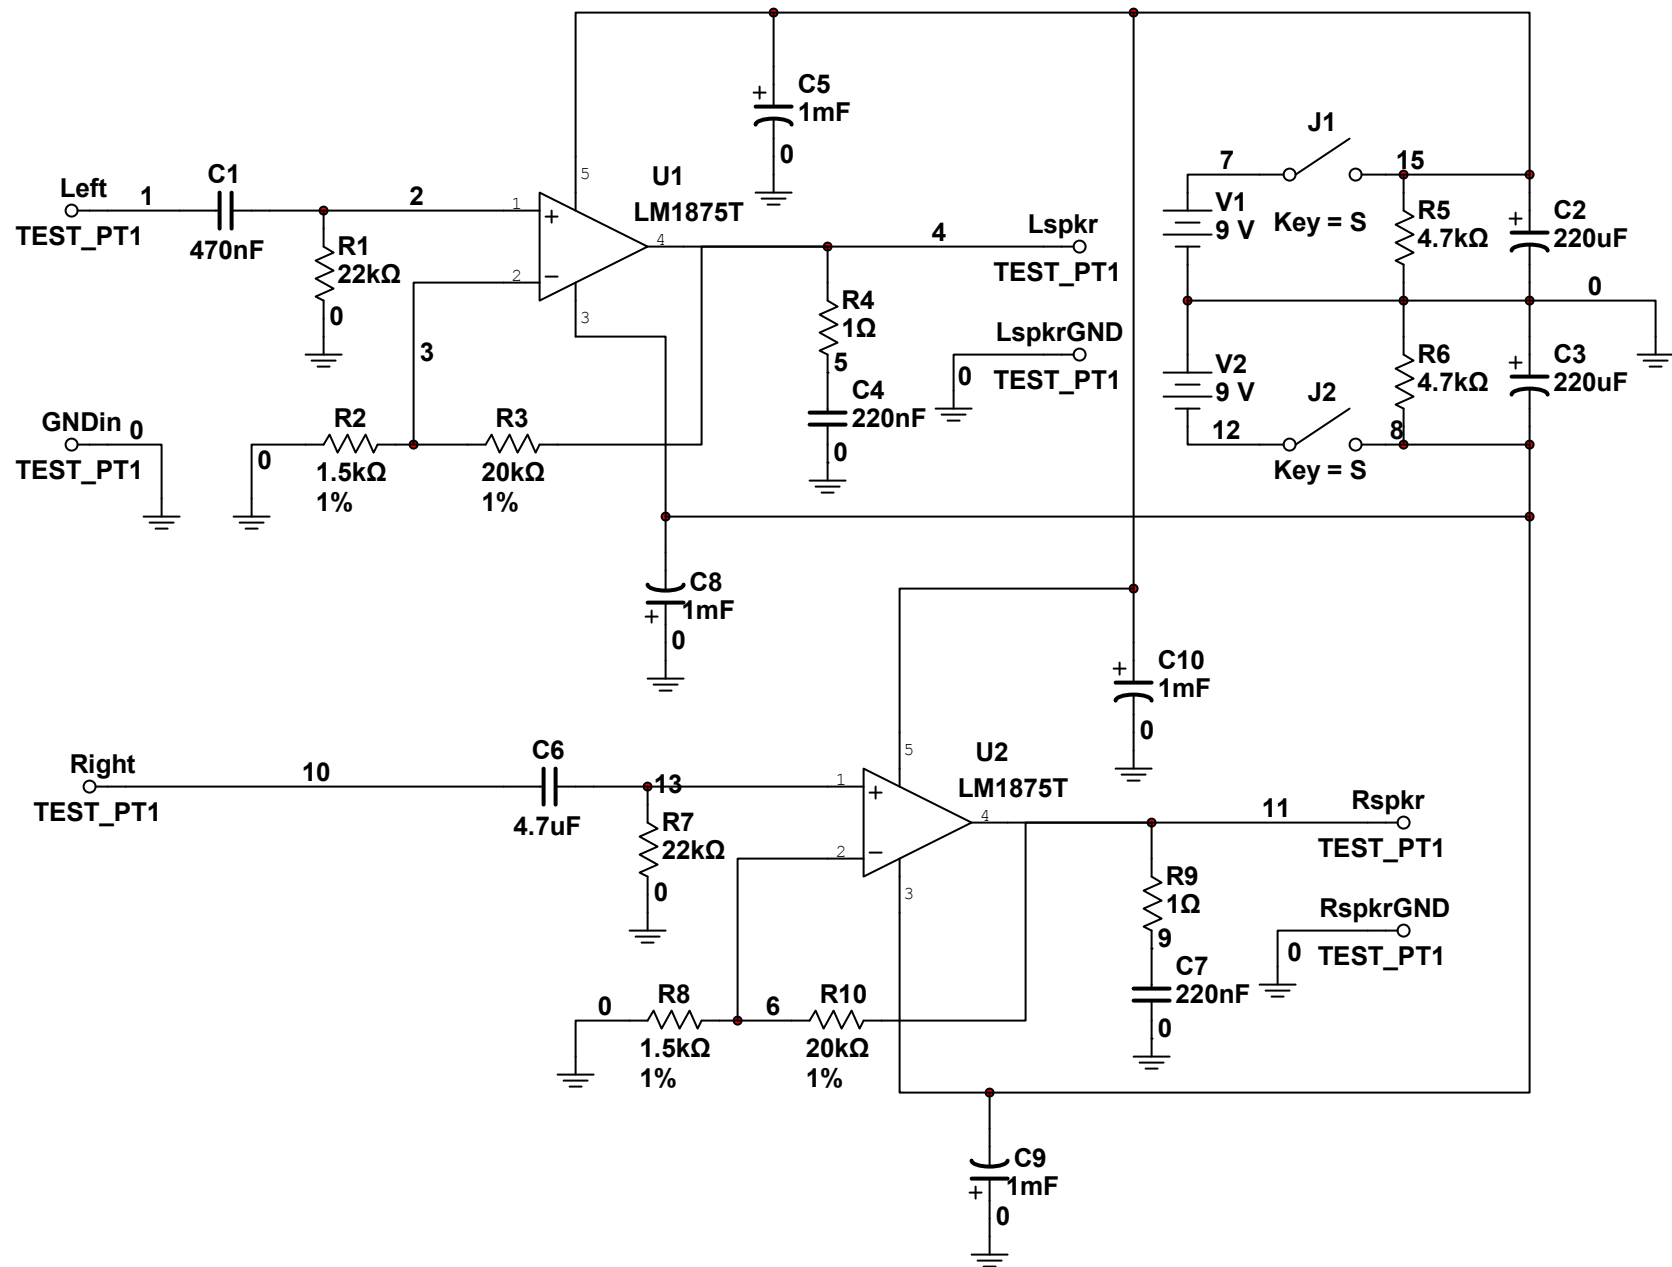 C5
1mF
0
J1
5
7
15
C1
U1
Left
1
2
1
LM1875T
V1
9 V
R5
4.7kΩ
C2
220uF
Key = S
TEST_PT1
470nF
R1
22kΩ
0
4
4
Lspkr
TEST_PT1
2
3
R4
1Ω
5
0
LspkrGND
TEST_PT1
0
3
C4
220nF
0
V2
9 V
J2
R6
4.7kΩ
C3
220uF
12
8
Key = S
GNDin
0
TEST_PT1
R2
0
1.5kΩ
1%
R3
20kΩ
1%
C8
1mF
0
C10
1mF
0
Right
10
TEST_PT1
C6
4.7uF
13
R7
22kΩ
0
5
U2
LM1875T
1
2
3
4
11
Rspkr
TEST_PT1
R9
1Ω
9
RspkrGND
0
TEST_PT1
C7
220nF
0
0
R8
1.5kΩ
1%
6
R10
20kΩ
1%
C9
1mF
0